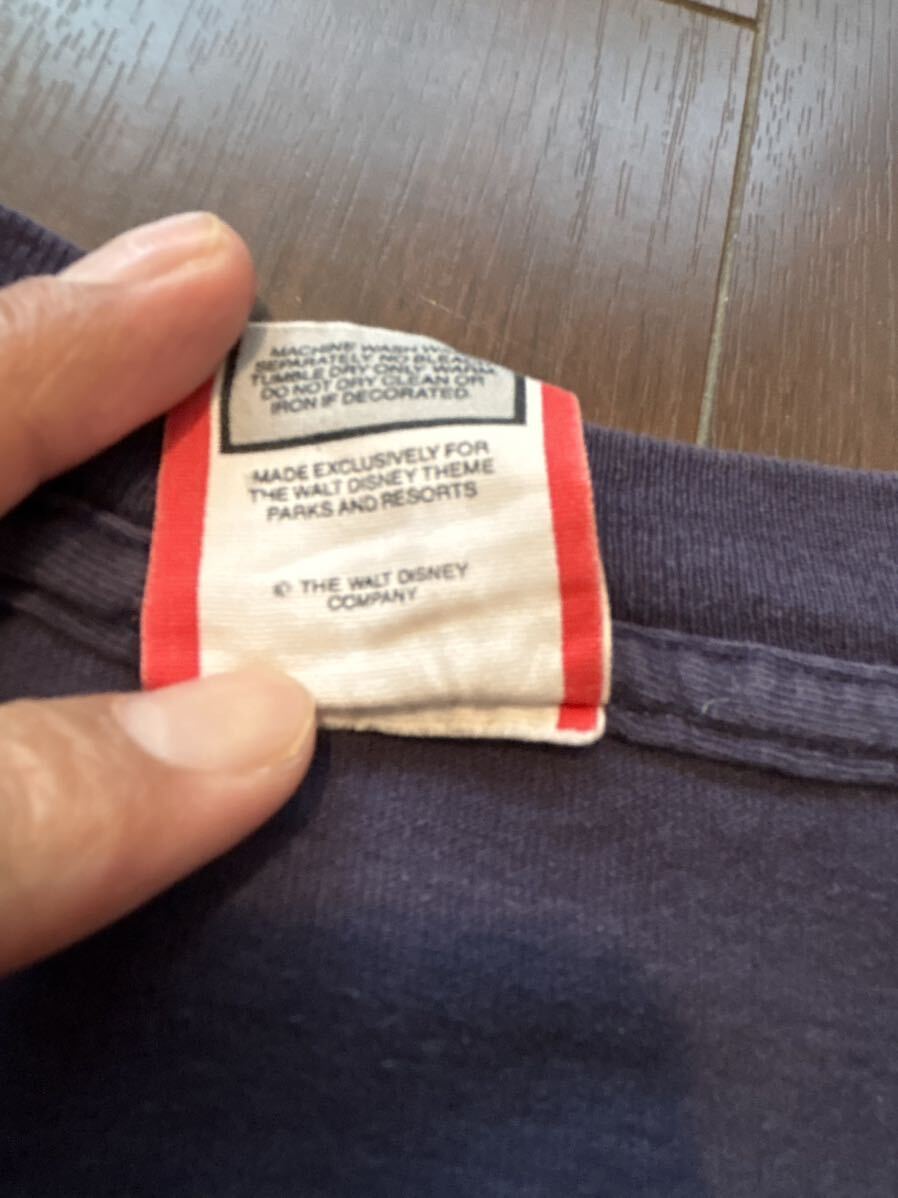 MACHINE WASH
SEPARATELY NO BLEACH
TUMBLE DRY ONLY WARM
DO NOT DRY CLEAN OR
IRON IF DECORATED.
MADE EXCLUSIVELY FOR
THE WALT DISNEY THEME
PARKS AND RESORTS
© THE WALT DISNEY
COMPANY